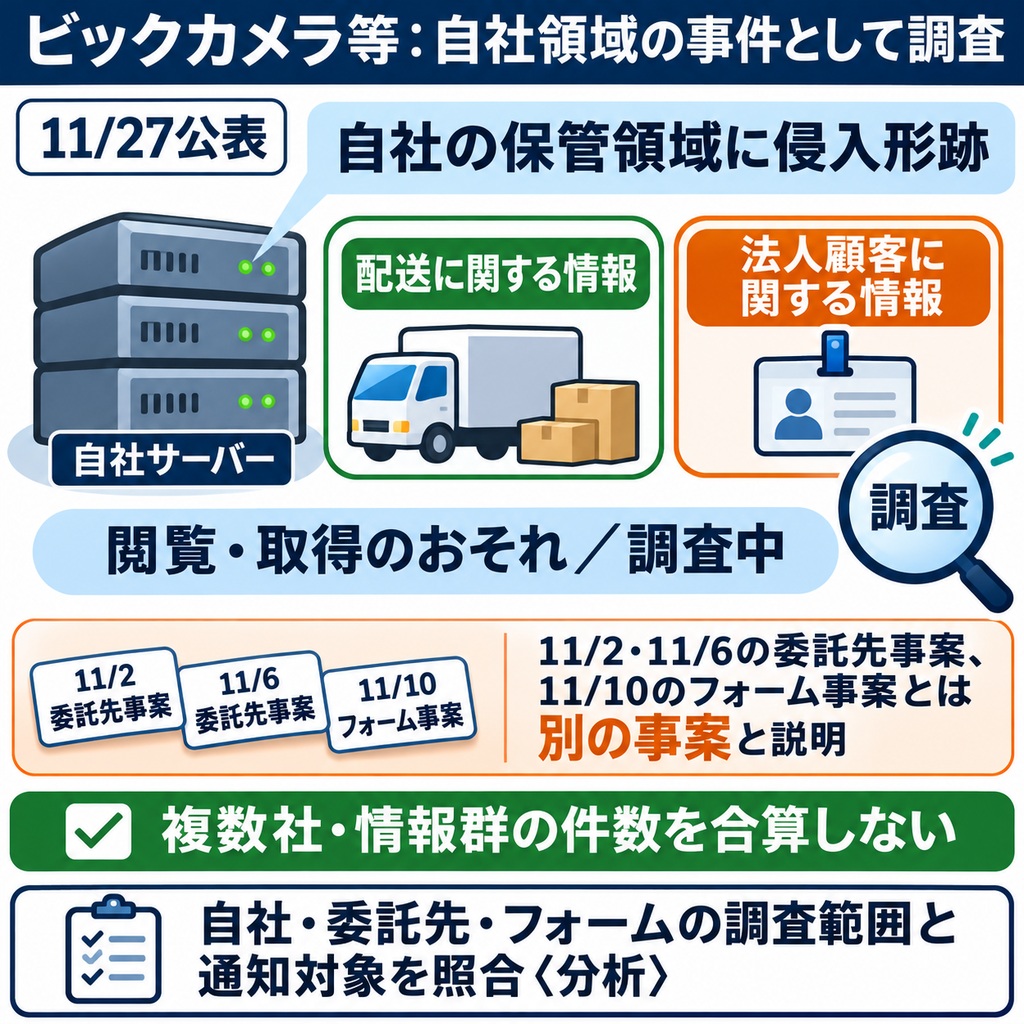 ビックカメラ等：自社領域の事件として調査
11/27公表
自社の保管領域に侵入形跡
自社サーバー
配送に関する情報
法人顧客に
関する情報
調査
閲覧・取得のおそれ／調査中
11/2
委託先事案
11/6
委託先事案
11/10
フォーム事案
11/2・11/6の委託先事案、
11/10のフォーム事案とは
別の事案と説明
複数社・情報群の件数を合算しない
自社・委託先・フォームの調査範囲と
通知対象を照合〈分析〉